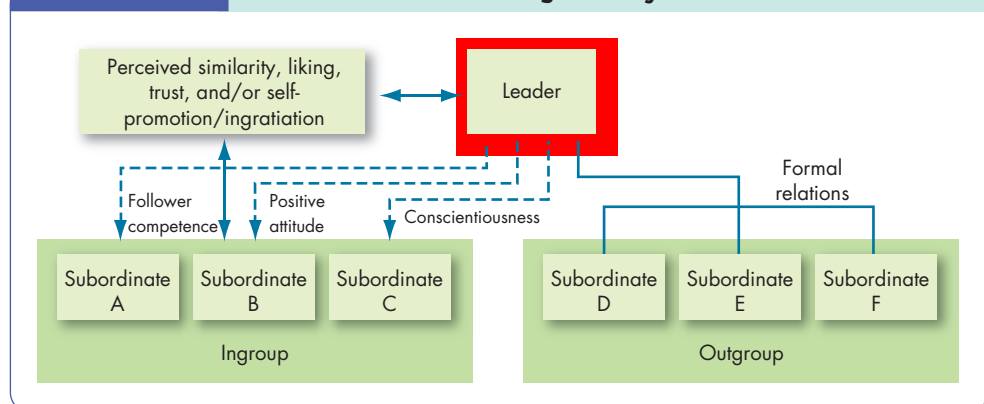 Perceived similarity, liking,
trust, and/or self-
promotion/ingratiation
Leader
Formal
relations
Follower
competence
Positive
attitude
Conscientiousness
Subordinate
A
Subordinate
B
Subordinate
C
Subordinate
D
Subordinate
E
Subordinate
F
Ingroup
Outgroup